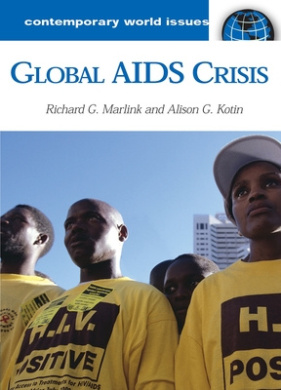 contemporary world issues
GLOBAL AIDS CRISIS
Richard G. Marlink and Alison G. Kotin
H.I.V.
POSITIVE
H
POS